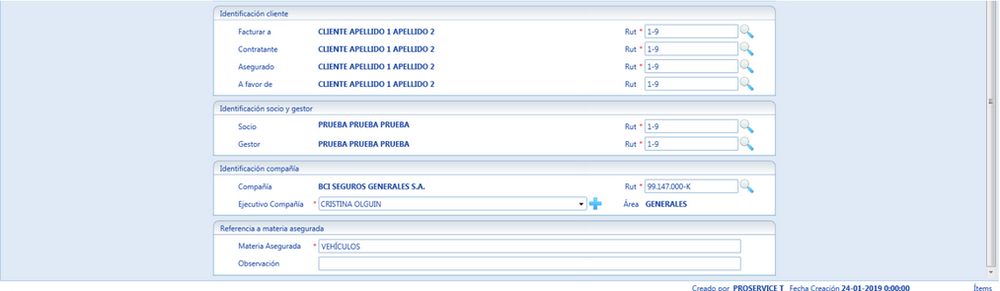 Identificación cliente
Facturar a CLIENTE APELLIDO 1 APELLIDO 2 Rut * 1-9
Contratante CLIENTE APELLIDO 1 APELLIDO 2 Rut * 1-9
Asegurado CLIENTE APELLIDO 1 APELLIDO 2 Rut * 1-9
A favor de CLIENTE APELLIDO 1 APELLIDO 2 Rut 1-9
Identificación socio y gestor
Socio PRUEBA PRUEBA PRUEBA Rut * 1-9
Gestor PRUEBA PRUEBA PRUEBA Rut * 1-9
Identificación compañía
Compañía BCI SEGUROS GENERALES S.A. Rut * 99.147.000-K
Ejecutivo Compañía * CRISTINA OLGUIN Área GENERALES
Referencia a materia asegurada
Materia Asegurada * VEHÍCULOS
Observación
Creado por PROSERVICE T Fecha Creación 24-01-2019 0:00:00 Ítems